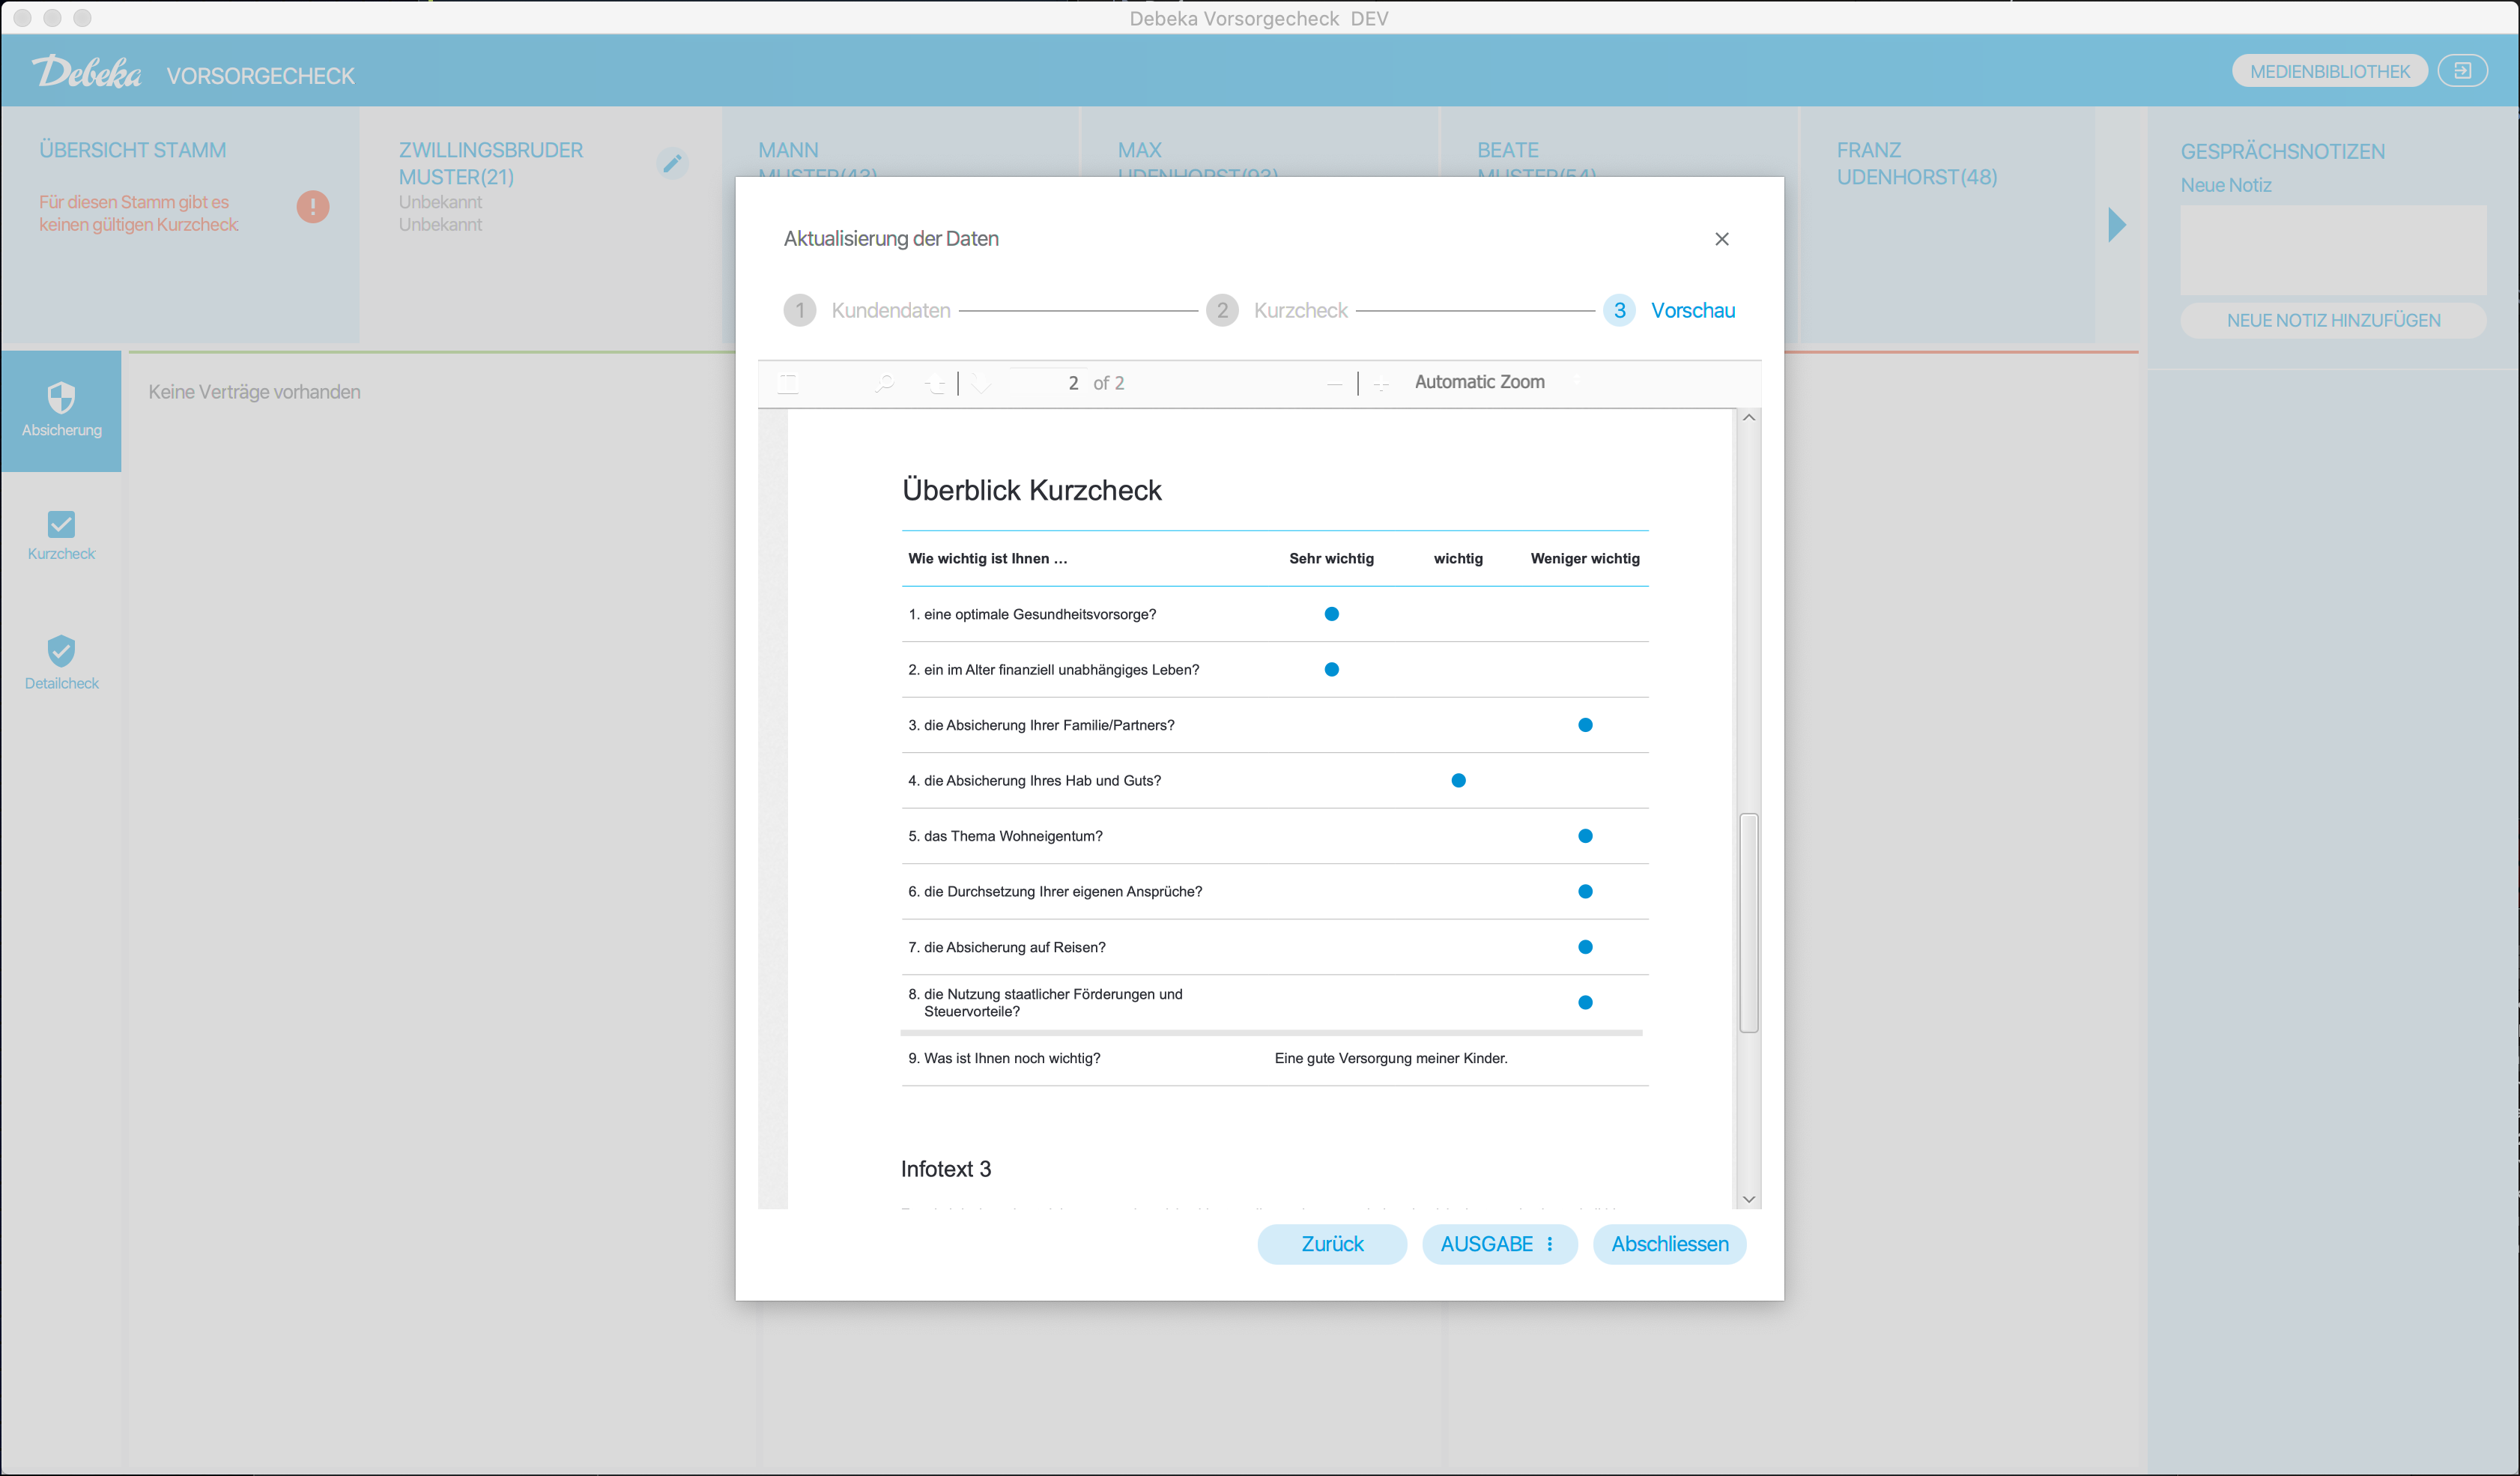 Debeka Vorsorgecheck DEV
Debeka VORSORGECHECK
MEDIENBIBLIOTHEK
ÜBERSICHT STAMM
Für diesen Stamm gibt es
keinen gültigen Kurzcheck
ZWILLINGSBRUDER
MUSTER(21)
Unbekannt
Unbekannt
MANN
MUSTER(43)
MAX
UDENHORST(93)
BEATE
MUSTER(54)
FRANZ
UDENHORST(48)
GESPRÄCHSNOTIZEN
Neue Notiz
NEUE NOTIZ HINZUFÜGEN
Absicherung
Kurzcheck
Detailcheck
Keine Verträge vorhanden
Aktualisierung der Daten
1 Kundendaten 2 Kurzcheck 3 Vorschau
2 of 2 Automatic Zoom
Überblick Kurzcheck
Wie wichtig ist Ihnen ... Sehr wichtig wichtig Weniger wichtig
1. eine optimale Gesundheitsvorsorge?
2. ein im Alter finanziell unabhängiges Leben?
3. die Absicherung Ihrer Familie/Partners?
4. die Absicherung Ihres Hab und Guts?
5. das Thema Wohneigentum?
6. die Durchsetzung Ihrer eigenen Ansprüche?
7. die Absicherung auf Reisen?
8. die Nutzung staatlicher Förderungen und
Steuervorteile?
9. Was ist Ihnen noch wichtig? Eine gute Versorgung meiner Kinder.
Infotext 3
Zurück AUSGABE Abschliessen